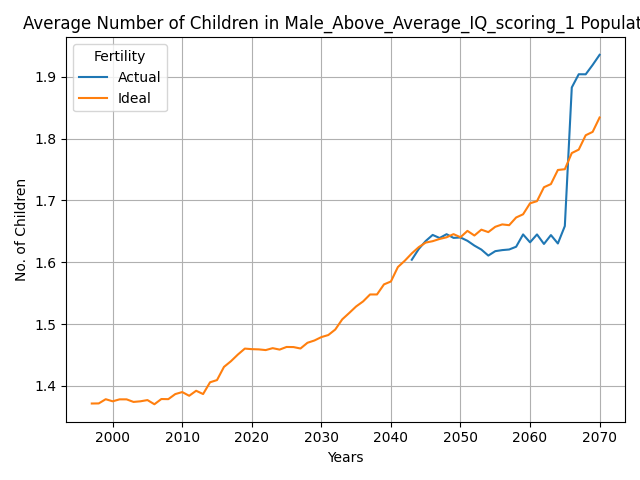 Average Number of Children in Male_Above_Average_IQ_scoring_1 Populat
Fertility
Actual
Ideal
1.9
1.8
1.7
1.6
1.5
1.4
No. of Children
2000 2010 2020 2030 2040 2050 2060 2070
Years